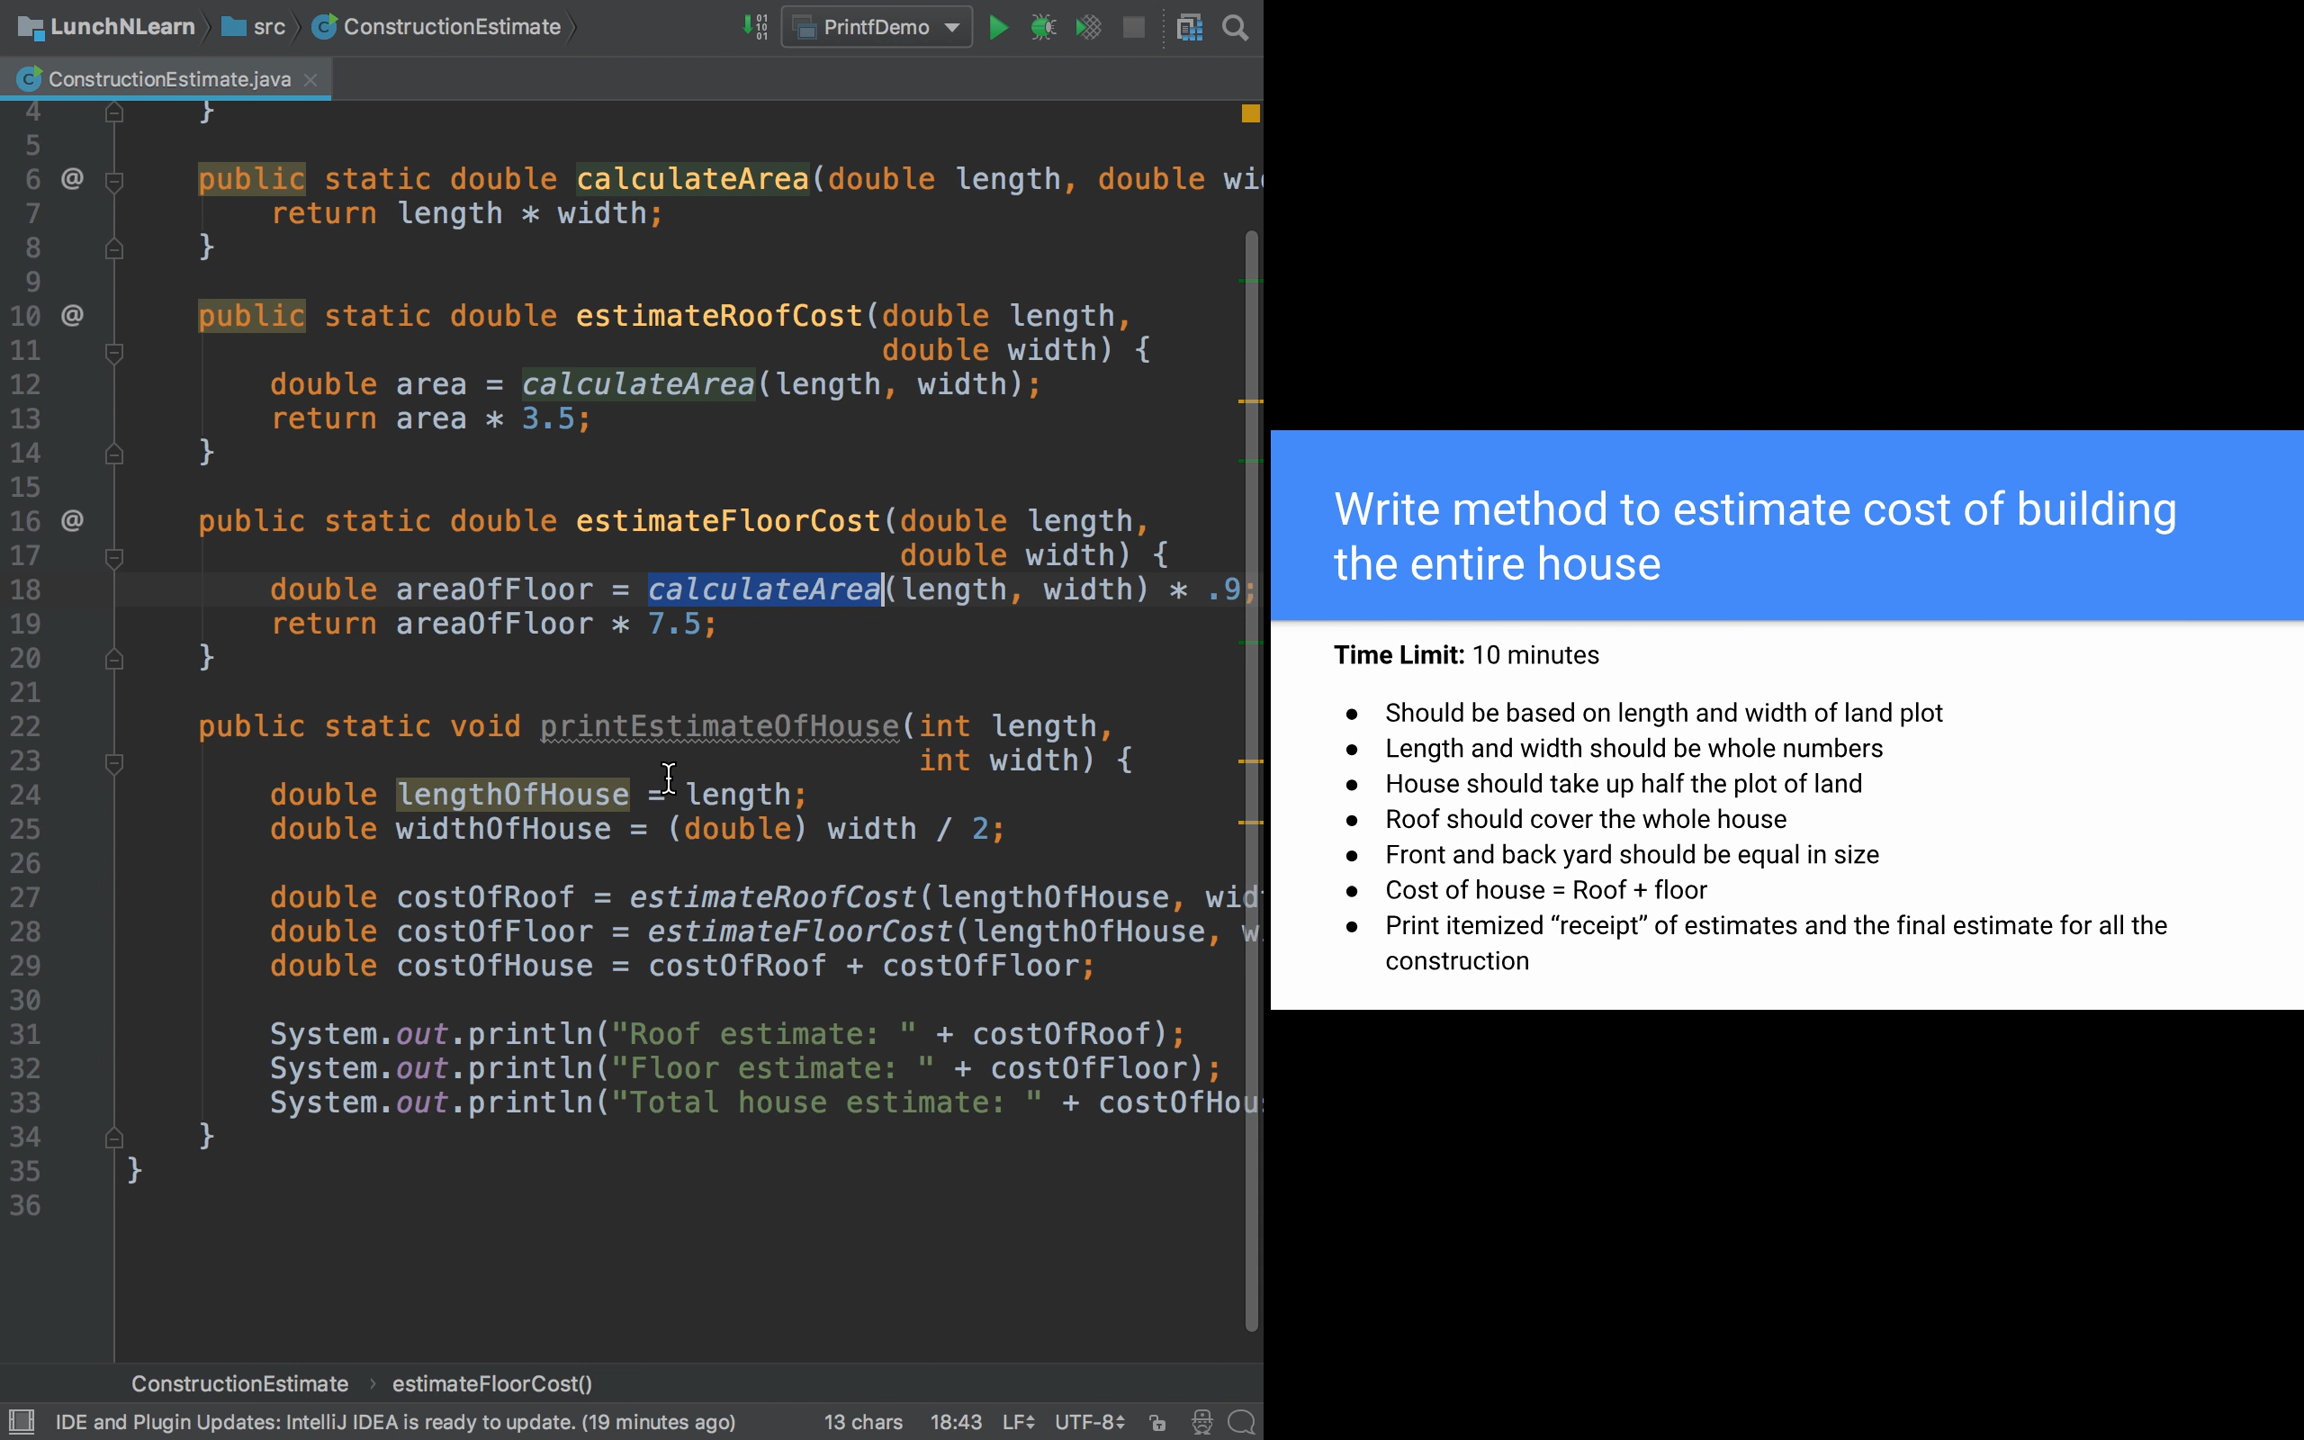 LunchNLearn src ConstructionEstimate PrintfDemo
ConstructionEstimate.java
4 }
5
6 @ public static double calculateArea(double length, double wi
7 return length * width;
8 }
9
10 @ public static double estimateRoofCost(double length,
11 double width) {
12 double area = calculateArea(length, width);
13 return area * 3.5;
14 }
15
16 @ public static double estimateFloorCost(double length,
17 double width) {
18 double areaOfFloor = calculateArea(length, width) * .9;
19 return areaOfFloor * 7.5;
20 }
21
22 public static void printEstimateOfHouse(int length,
23 int width) {
24 double lengthOfHouse = length;
25 double widthOfHouse = (double) width / 2;
26
27 double costOfRoof = estimateRoofCost(lengthOfHouse, wid
28 double costOfFloor = estimateFloorCost(lengthOfHouse, w
29 double costOfHouse = costOfRoof + costOfFloor;
30
31 System.out.println("Roof estimate: " + costOfRoof);
32 System.out.println("Floor estimate: " + costOfFloor);
33 System.out.println("Total house estimate: " + costOfHou
34 }
35 }
36
ConstructionEstimate › estimateFloorCost()
IDE and Plugin Updates: IntelliJ IDEA is ready to update. (19 minutes ago) 13 chars 18:43 LF UTF-8
Write method to estimate cost of building
the entire house
Time Limit: 10 minutes
● Should be based on length and width of land plot
● Length and width should be whole numbers
● House should take up half the plot of land
● Roof should cover the whole house
● Front and back yard should be equal in size
● Cost of house = Roof + floor
● Print itemized “receipt” of estimates and the final estimate for all the
construction